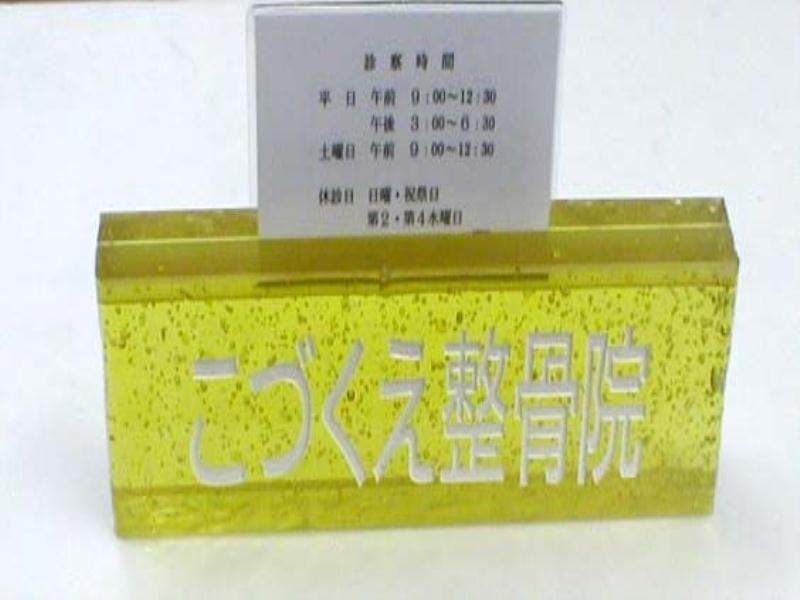 診察時間
平 日 午前 9:00～12:30
午後 3:00～6:30
土曜日 午前 9:00～12:30
休診日 日曜・祝祭日
第2・第4水曜日
こづくえ整骨院